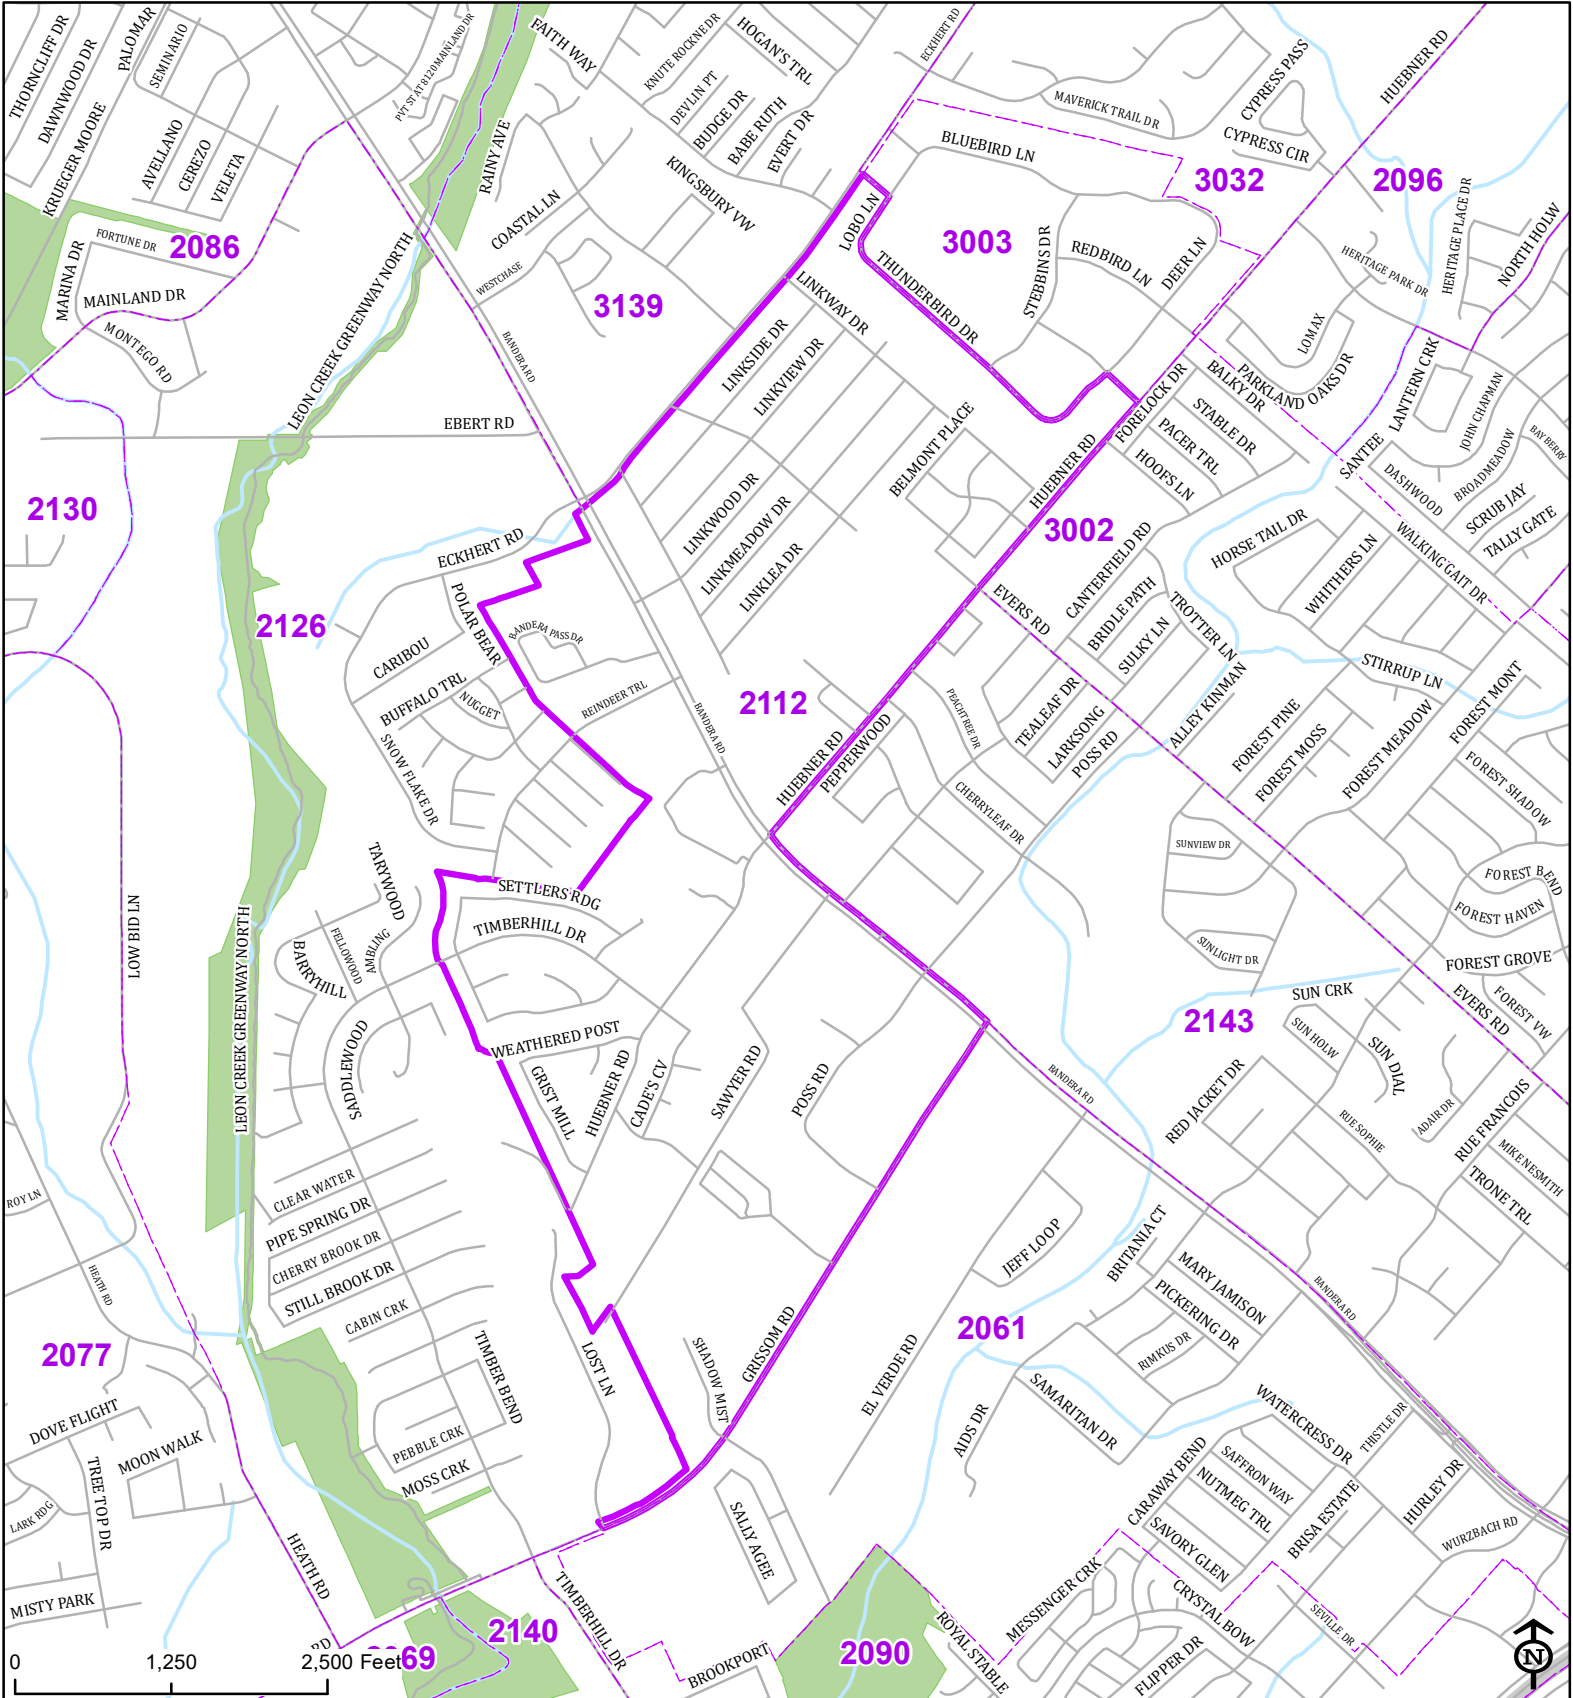 THORNCLIFF DR
DAWNWOOD DR
PALOMAR
SEMINARIO
KRUEGER MOORE
AVELLANO
CEREZO
VELETA
PVT ST AT 8120 MAINLAND DR
FAITH WAY
KNUTE ROCKNE DR
HOGAN'S TRL
DEVLIN PT
BUDGE DR
BABE RUTH
EVERT DR
ECKHERT RD
MAVERICK TRAIL DR
CYPRESS PASS
CYPRESS CIR
HUEBNER RD
RAINY AVE
COASTAL LN
KINGSBURY VW
BLUEBIRD LN
3032
2096
HERITAGE PLACE DR
NORTH HOLW
2086
FORTUNE DR
MARINA DR
MAINLAND DR
MONTEGO RD
LEON CREEK GREENWAY NORTH
WESTCHASE
3139
BANDERA RD
LOBO LN
3003
STEBBINS DR
REDBIRD LN
DEER LN
HERITAGE PARK DR
THUNDERBIRD DR
LINKWAY DR
LINKSIDE DR
LINKVIEW DR
LOMAX
PARKLAND OAKS DR
LANTERN CRK
JOHN CHAPMAN
BALKY DR
STABLE DR
FORELOCK DR
PACER TRL
HOOFS LN
BAYBERRY
BROADMEADOW
SANTEE
DASHWOOD
SCRUB JAY
TALLY GATE
EBERT RD
BELMONT PLACE
HUEBNER RD
2130
LINKWOOD DR
LINKMEADOW DR
LINKLEA DR
3002
HORSE TAIL DR
WALKING GAIT DR
WHITHERS LN
ECKHERT RD
POLAR BEAR
BANDERA PASS DR
2126
CARIBOU
BUFFALO TRL
NUGGET
REINDEER TRL
EVERS RD
CANTERFIELD RD
BRIDLE PATH
SULKY LN
TROTTER LN
STIRRUP LN
2112
BANDERA RD
SNOW FLAKE DR
PEACHTREE DR
TEALEAF DR
LARKSONG
POSS RD
ALLEY KINMAN
FOREST PINE
FOREST MOSS
FOREST MEADOW
FOREST MONT
FOREST SHADOW
HUEBNER RD
PEPPERWOOD
CHERRYLEAF DR
SUNVIEW DR
FOREST BEND
FOREST HAVEN
LOW BID LN
TARYWOOD
SETTLERS RDG
TIMBERHILL DR
FELLOWOOD
AMBLING
BARRYHILL
LEON CREEK GREENWAY NORTH
SUNLIGHT DR
FOREST GROVE
EVERS RD
FOREST VW
2143
SUN CRK
SUN HOLW
SUN DIAL
SADDLEWOOD
WEATHERED POST
GRIST MILL
HUEBNER RD
CADE'S CV
SAWYER RD
POSS RD
BANDERA RD
RED JACKET DR
RUE SOPHIE
ADAIR DR
RUE FRANCOIS
MIKE NESMITH
TRONE TRL
ROY LN
CLEAR WATER
PIPE SPRING DR
CHERRY BROOK DR
STILL BROOK DR
CABIN CRK
HEATH RD
JEFF LOOP
BRITANIA CT
MARY JAMISON
PICKERING DR
RIMKUS DR
BANDERA RD
2077
TIMBER BEND
LOST LN
SHADOW MIST
GRISSOM RD
2061
EL VERDE RD
DOVE FLIGHT
MOON WALK
TREE TOP DR
LARK RDG
PEBBLE CRK
MOSS CRK
AIDS DR
SAMARITAN DR
WATERCRESS DR
THISTLE DR
CARAWAY BEND
SAFFRON WAY
NUTMEG TRL
SAVORY GLEN
BRISA ESTATE
HURLEY DR
WURZBACH RD
SALLY AGEE
HEATH RD
MISTY PARK
TIMBERHILL DR
2140
BROOKPORT
2090
ROYAL STABLE
MESSENGER CRK
CRYSTAL BOW
FLIPPER DR
SEVILLE DR
RD
69
0 1,250 2,500 Feet
N